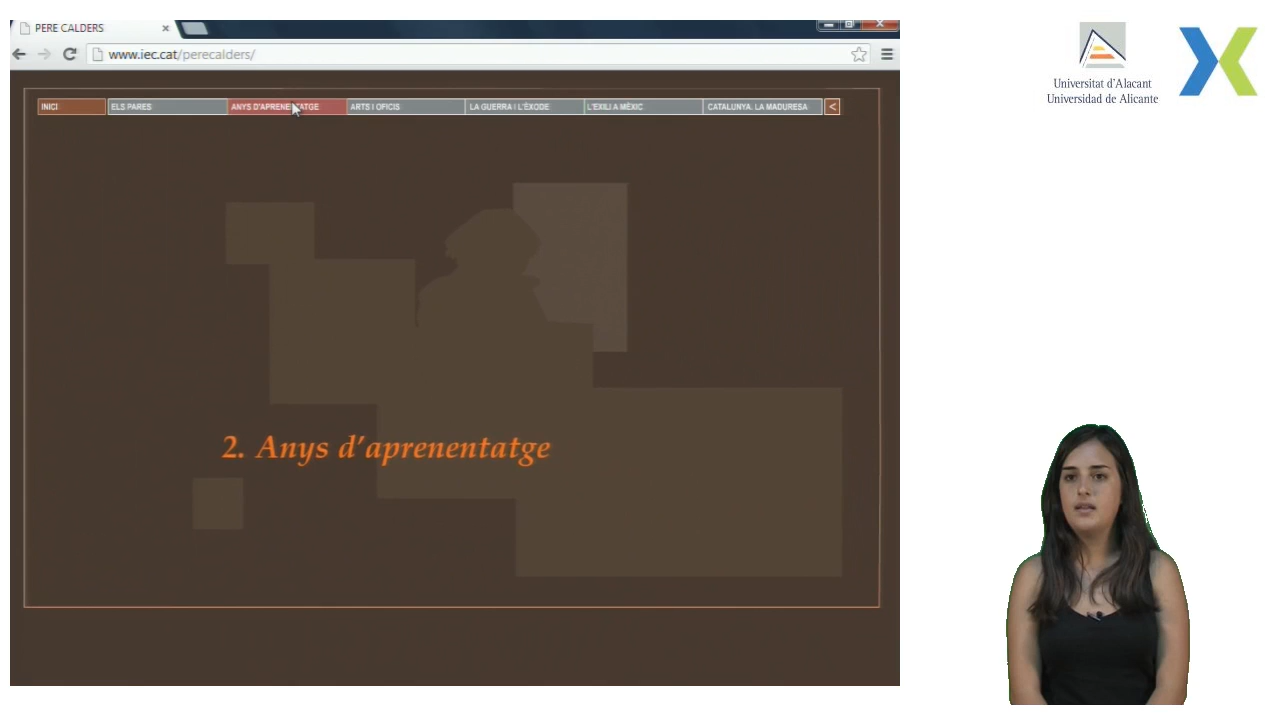 PERE CALDERS
www.iec.cat/perecalders/
INICI
ELS PARES
ANYS D'APRENENTATGE
ARTS I OFICIS
LA GUERRA I L'ÈXODE
L'EXILI A MÈXIC
CATALUNYA. LA MADURESA
<
2. Anys d'aprenentatge
Universitat d'Alacant
Universidad de Alicante